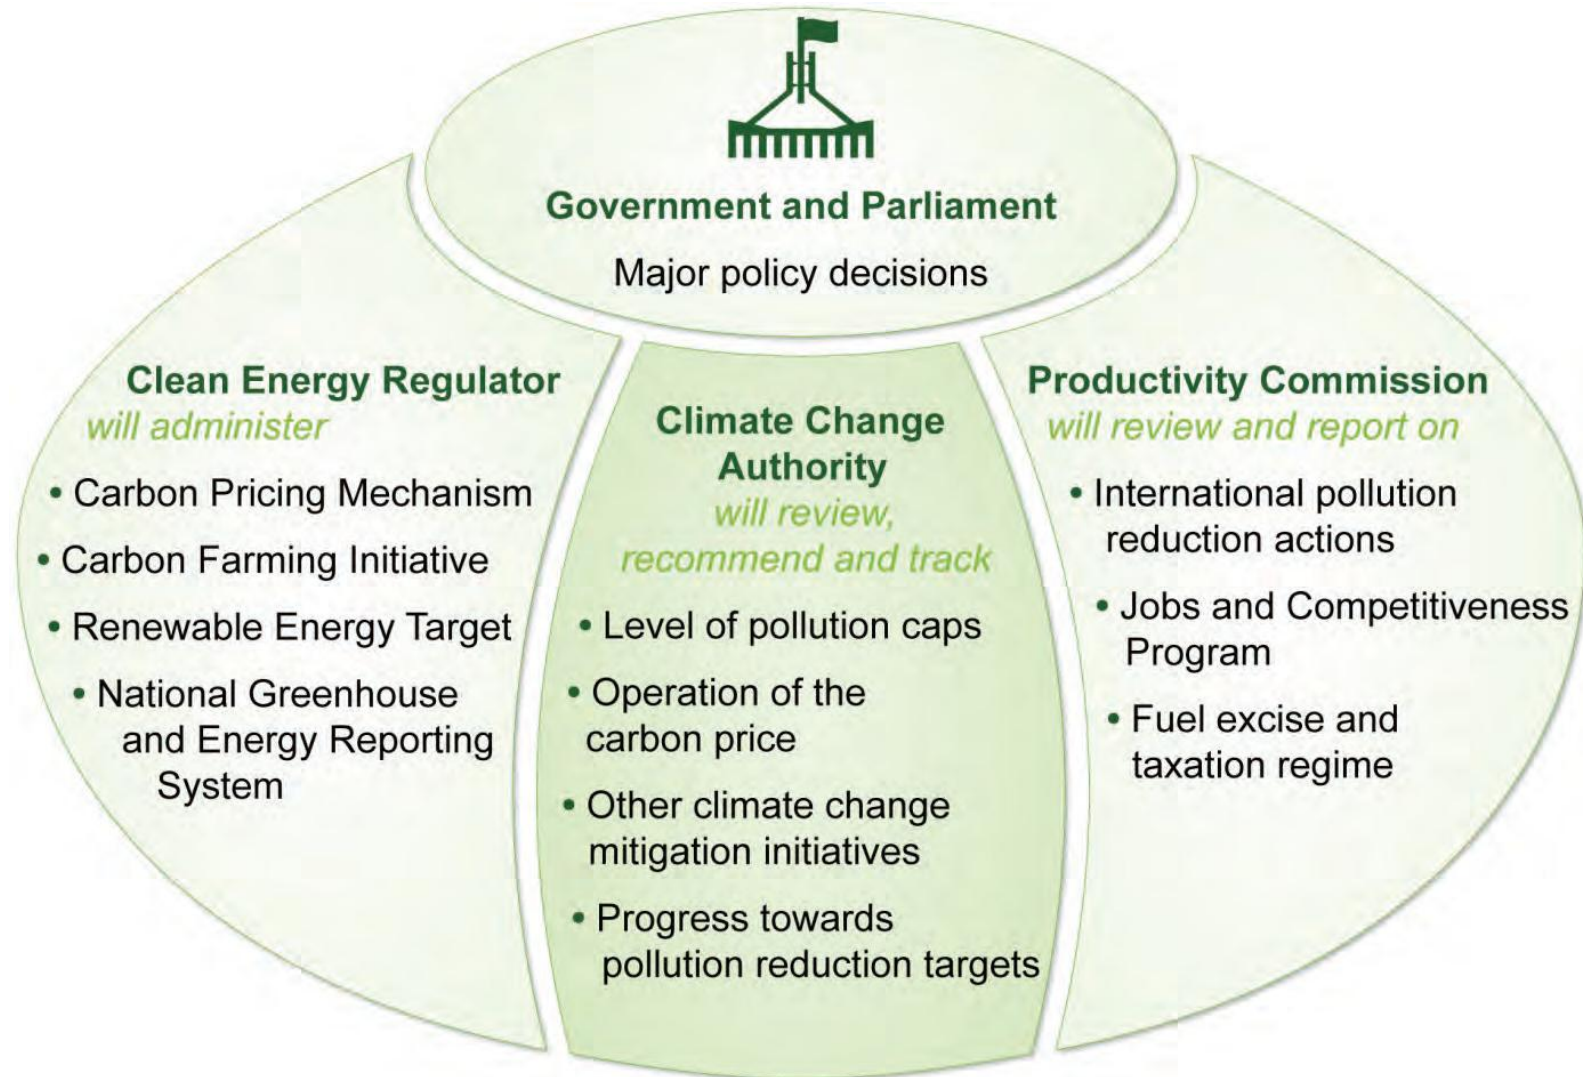 Government and Parliament
Major policy decisions
Clean Energy Regulator
will administer
• Carbon Pricing Mechanism
• Carbon Farming Initiative
• Renewable Energy Target
• National Greenhouse
and Energy Reporting
System
Climate Change
Authority
will review,
recommend and track
• Level of pollution caps
• Operation of the
carbon price
• Other climate change
mitigation initiatives
• Progress towards
pollution reduction targets
Productivity Commission
will review and report on
• International pollution
reduction actions
• Jobs and Competitiveness
Program
• Fuel excise and
taxation regime